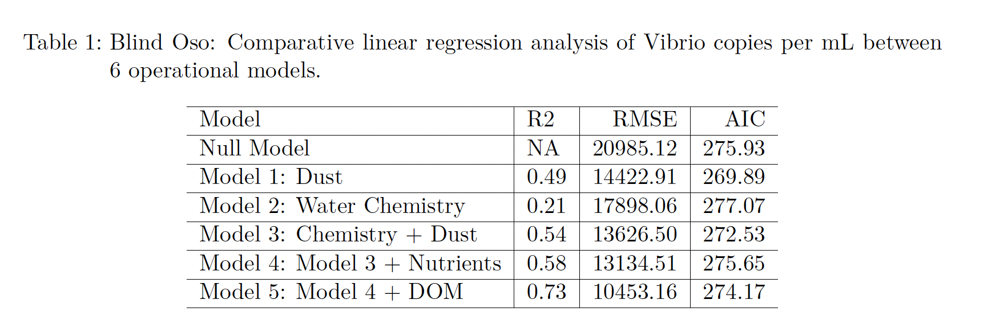 Table 1: Blind Oso: Comparative linear regression analysis of Vibrio copies per mL between
6 operational models.
Model R2 RMSE AIC
Null Model NA 20985.12 275.93
Model 1: Dust 0.49 14422.91 269.89
Model 2: Water Chemistry 0.21 17898.06 277.07
Model 3: Chemistry + Dust 0.54 13626.50 272.53
Model 4: Model 3 + Nutrients 0.58 13134.51 275.65
Model 5: Model 4 + DOM 0.73 10453.16 274.17